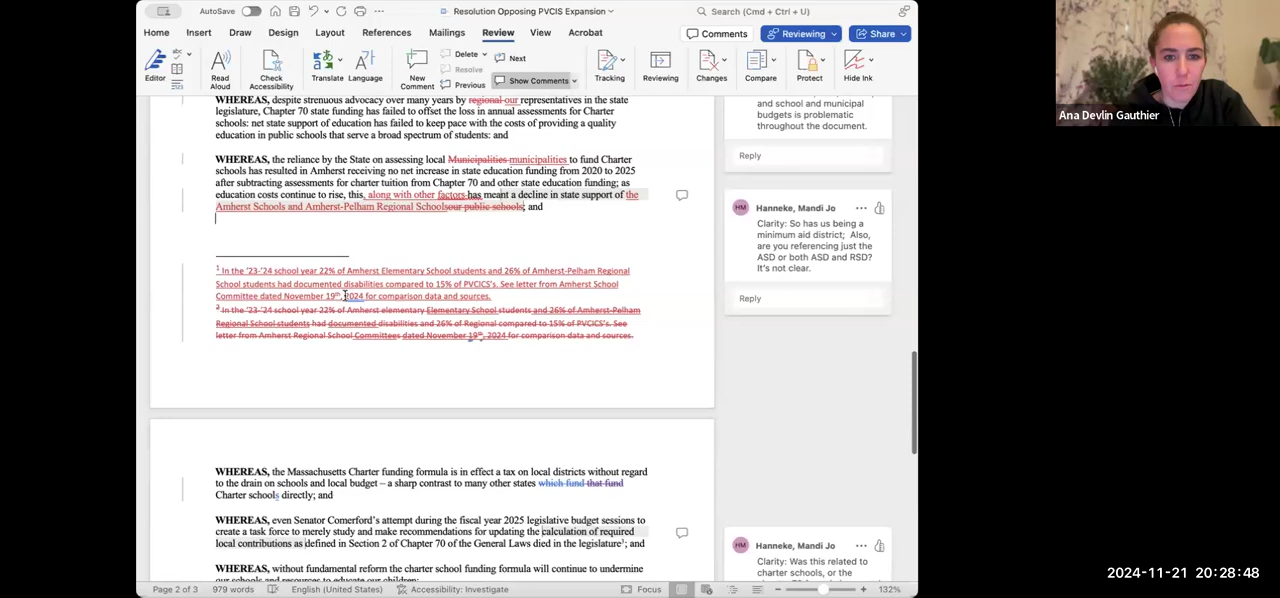 AutoSave
Resolution Opposing PVCIS Expansion
Search (Cmd + Ctrl + U)
Home Insert Draw Design Layout References Mailings Review View Acrobat
Comments Reviewing Share
Editor
Read Aloud
Check Accessibility
Translate Language
New Comment
Delete
Resolve
Previous
Next
Show Comments
Tracking
Reviewing
Changes
Compare
Protect
Hide Ink
WHEREAS, despite strenuous advocacy over many years by regional our representatives in the state
legislature, Chapter 70 state funding has failed to offset the loss in annual assessments for Charter
schools: net state support of education has failed to keep pace with the costs of providing a quality
education in public schools that serve a broad spectrum of students: and
WHEREAS, the reliance by the State on assessing local Municipalities municipalities to fund Charter
schools has resulted in Amherst receiving no net increase in state education funding from 2020 to 2025
after subtracting assessments for charter tuition from Chapter 70 and other state education funding; as
education costs continue to rise, this, along with other factors has meant a decline in state support of the
Amherst Schools and Amherst-Pelham Regional Schoolsour public schools; and
1 In the '23-'24 school year 22% of Amherst Elementary School students and 26% of Amherst-Pelham Regional
School students had documented disabilities compared to 15% of PVCICS's. See letter from Amherst School
Committee dated November 19th, 2024 for comparison data and sources.
2 In the '23-'24 school year 22% of Amherst elementary Elementary School students and 26% of Amherst-Pelham
Regional School students had documented disabilities and 26% of Regional compared to 15% of PVCICS's. See
letter from Amherst Regional School Committees dated November 19th, 2024 for comparison data and sources.
WHEREAS, the Massachusetts Charter funding formula is in effect a tax on local districts without regard
to the drain on schools and local budget – a sharp contrast to many other states which fund that fund
Charter schools directly; and
WHEREAS, even Senator Comerford's attempt during the fiscal year 2025 legislative budget sessions to
create a task force to merely study and make recommendations for updating the calculation of required
local contributions as defined in Section 2 of Chapter 70 of the General Laws died in the legislature3; and
WHEREAS, without fundamental reform the charter school funding formula will continue to undermine
our schools and resources to educate our children;
and school and municipal
budgets is problematic
throughout the document.
Reply
HM Hanneke, Mandi Jo
Clarity: So has us being a
minimum aid district; Also,
are you referencing just the
ASD or both ASD and RSD?
It's not clear.
Reply
HM Hanneke, Mandi Jo
Clarity: Was this related to
charter schools, or the
Page 2 of 3 979 words English (United States) Accessibility: Investigate Focus 132%
Ana Devlin Gauthier
2024-11-21 20:28:48